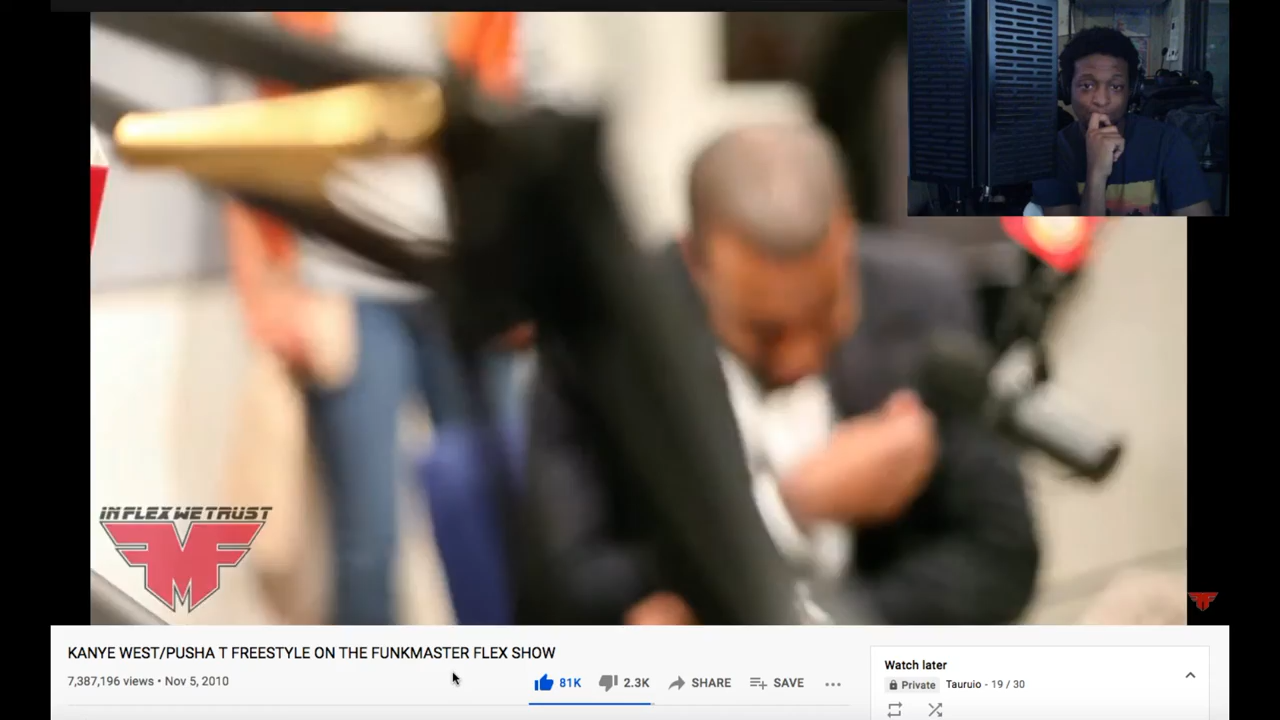 IN FLEX WE TRUST
FMF
KANYE WEST/PUSHA T FREESTYLE ON THE FUNKMASTER FLEX SHOW
7,387,196 views • Nov 5, 2010
81K
2.3K
SHARE
SAVE
Watch later
Private
Tauruio - 19 / 30